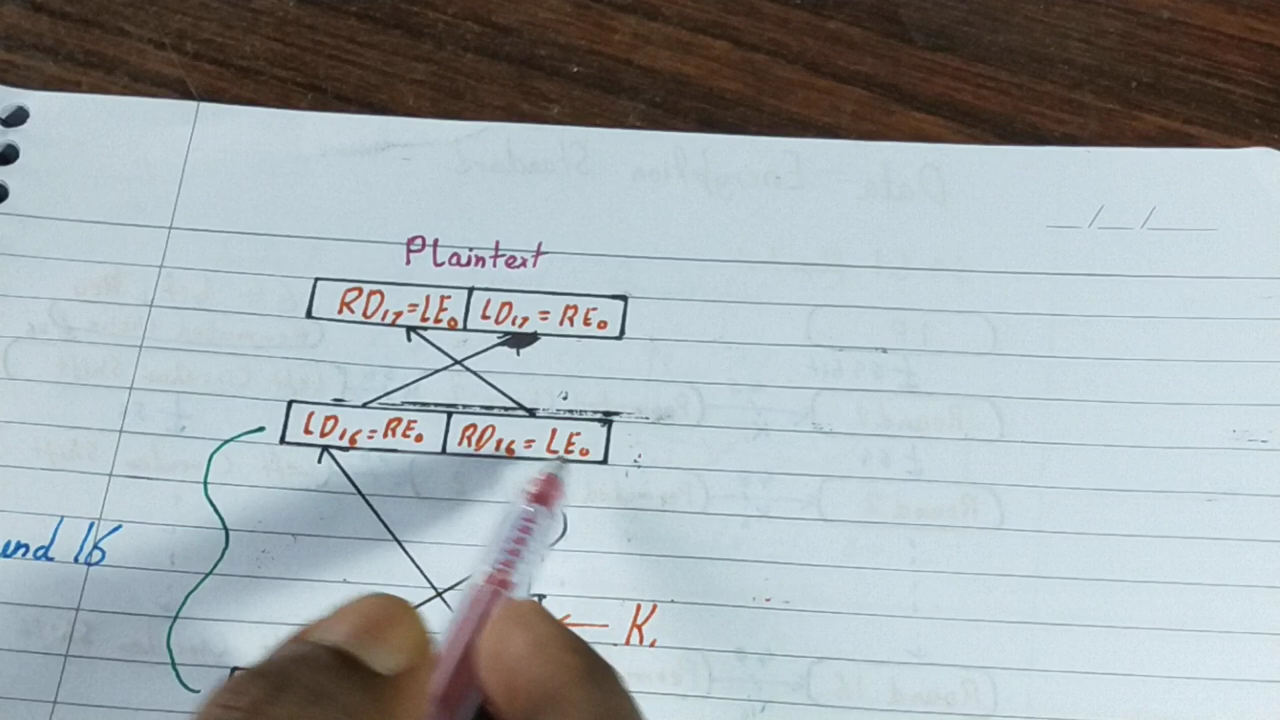 Plaintext
RD₁₇=LE₀ LD₁₇=RE₀
LD₁₆=RE₀ RD₁₆=LE₀
und 16
K₁